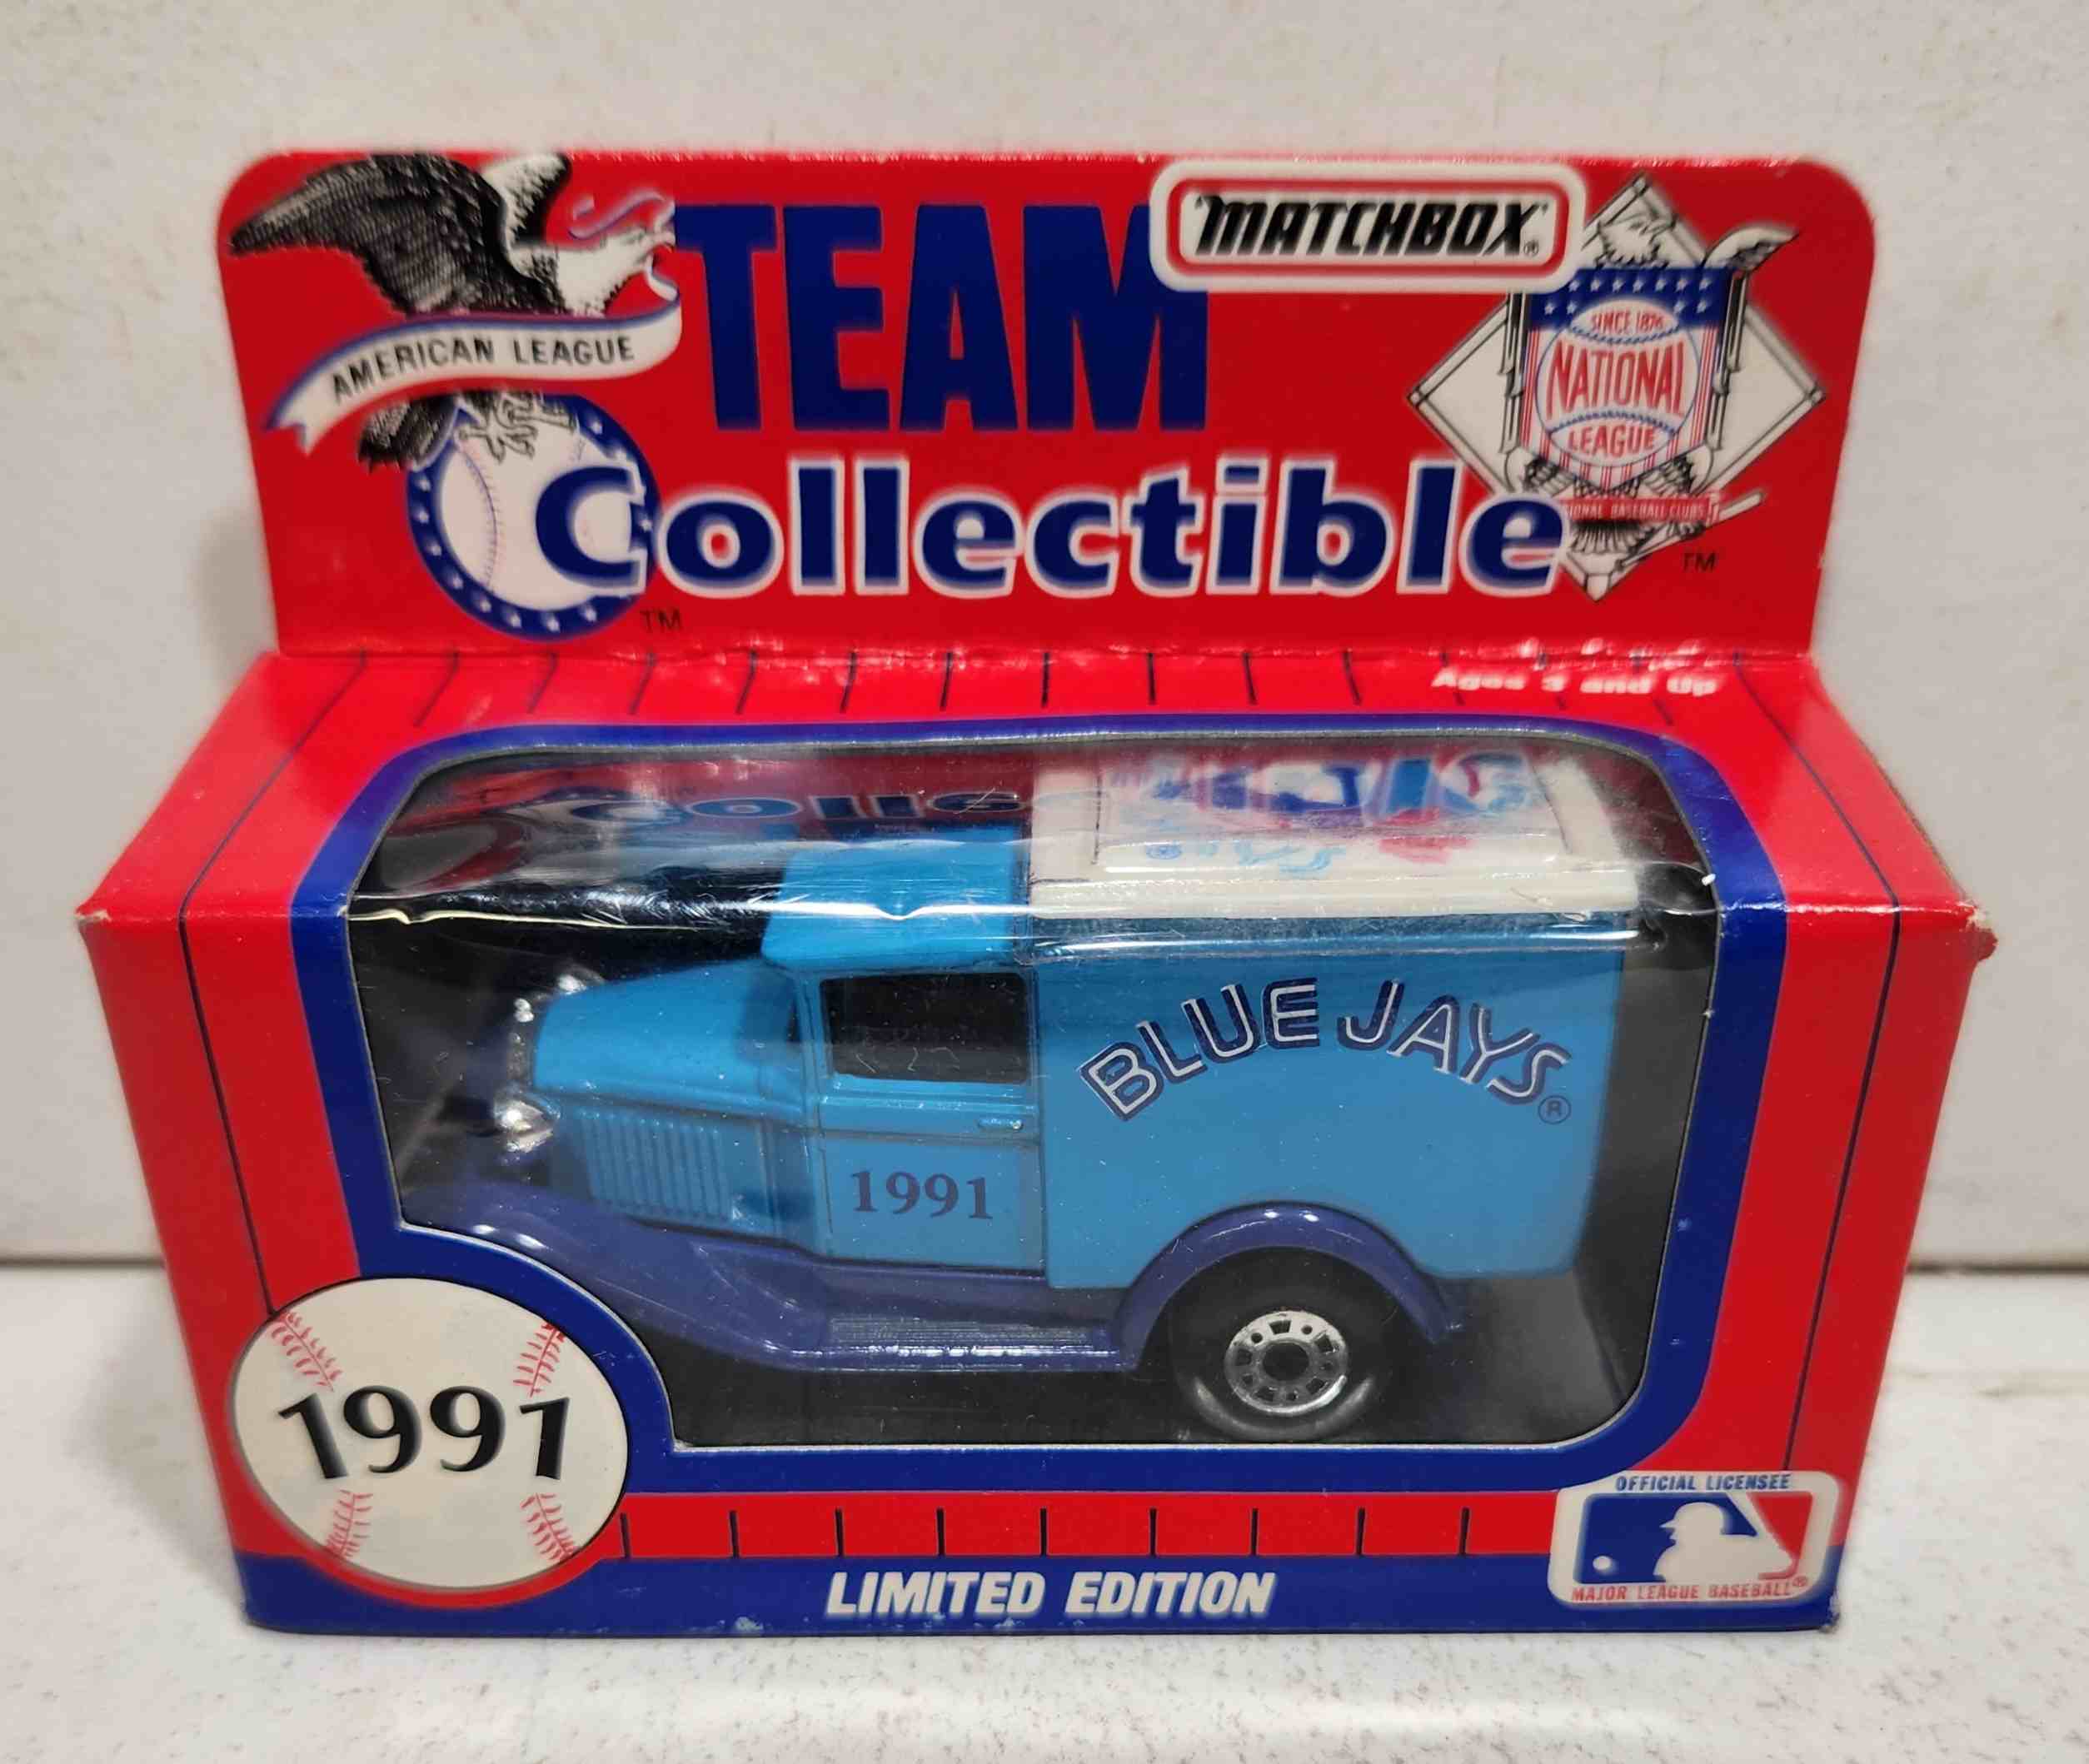 MATCHBOX®
TEAM
Collectible
AMERICAN LEAGUE
TM
SINCE 1876
NATIONAL
LEAGUE
TM
Ages 3 and Up
BLUE JAYS®
1991
1991
LIMITED EDITION
OFFICIAL LICENSEE
MAJOR LEAGUE BASEBALL®